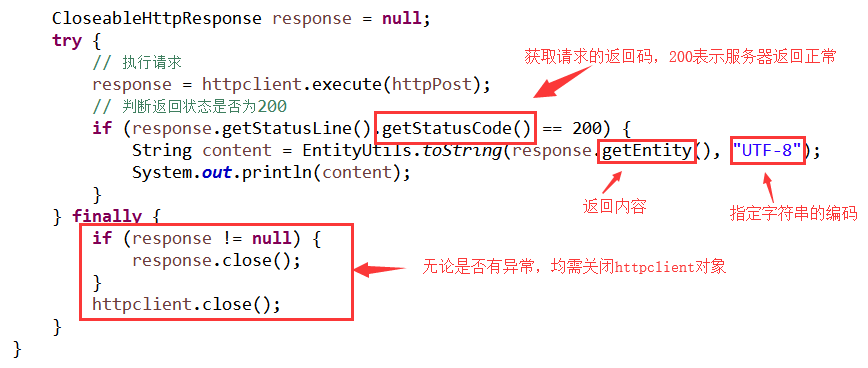 CloseableHttpResponse response = null;
try {
// 执行请求
获取请求的返回码，200表示服务器返回正常
response = httpclient.execute(httpPost);
// 判断返回状态是否为200
if (response.getStatusLine().getStatusCode() == 200) {
String content = EntityUtils.toString(response.getEntity(), "UTF-8");
System.out.println(content);
}
返回内容
指定字符串的编码
} finally {
if (response != null) {
response.close();
无论是否有异常，均需关闭httpclient对象
}
httpclient.close();
}
}